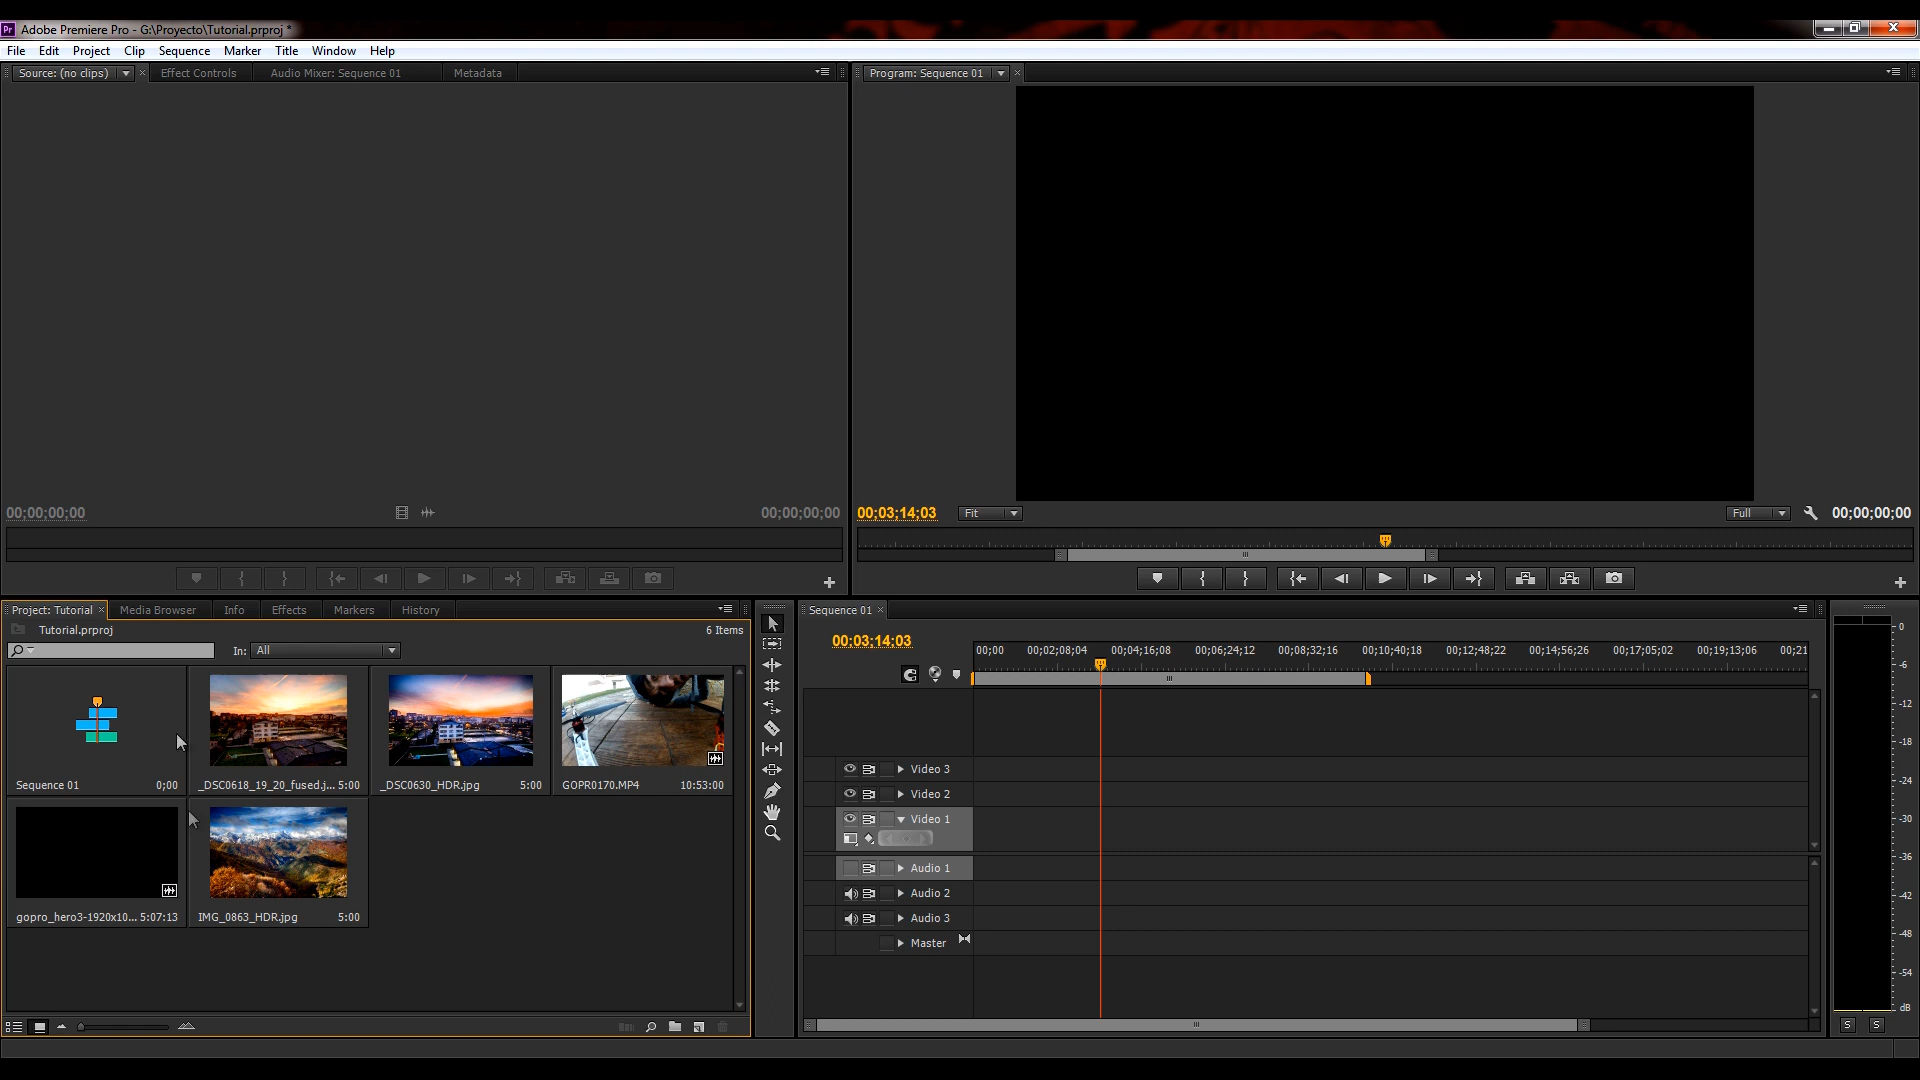 Pr Adobe Premiere Pro - G:\Proyecto\Tutorial.prproj *
File Edit Project Clip Sequence Marker Title Window Help
Source: (no clips) Effect Controls Audio Mixer: Sequence 01 Metadata
Program: Sequence 01
00;00;00;00 00;00;00;00
00;03;14;03 Fit Full 00;00;00;00
Project: Tutorial Media Browser Info Effects Markers History
Tutorial.prproj 6 Items
In: All
Sequence 01 0;00
_DSC0618_19_20_fused.j... 5:00
_DSC0630_HDR.jpg 5:00
GOPR0170.MP4 10:53:00
gopro_hero3-1920x10... 5:07:13
IMG_0863_HDR.jpg 5:00
Sequence 01
00;03;14;03
00;00 00;02;08;04 00;04;16;08 00;06;24;12 00;08;32;16 00;10;40;18 00;12;48;22 00;14;56;26 00;17;05;02 00;19;13;06 00;21
Video 3
Video 2
Video 1
Audio 1
Audio 2
Audio 3
Master
0
-6
-12
-18
-24
-30
-36
-42
-48
-54
dB
S S